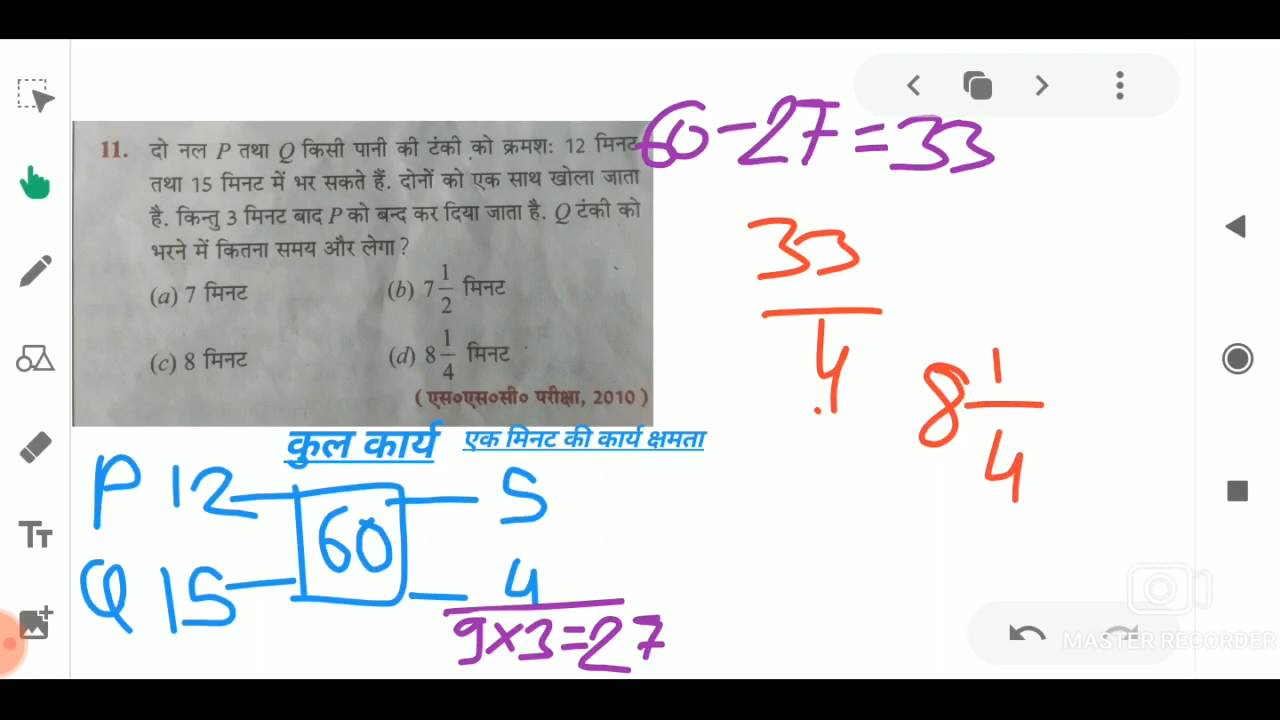 60-27=33
11. दो नल P तथा Q किसी पानी की टंकी को क्रमश: 12 मिनट
तथा 15 मिनट में भर सकते हैं. दोनों को एक साथ खोला जाता
है. किन्तु 3 मिनट बाद P को बन्द कर दिया जाता है. Q टंकी को
भरने में कितना समय और लेगा?
(a) 7 मिनट (b) 7 1/2 मिनट
(c) 8 मिनट (d) 8 1/4 मिनट
(एस०एस०सी० परीक्षा, 2010)
33/4
8 1/4
कुल कार्य एक मिनट की कार्य क्षमता
P 12 60 5
Q 15 4
9×3=27
Tт
MASTER RECORDER